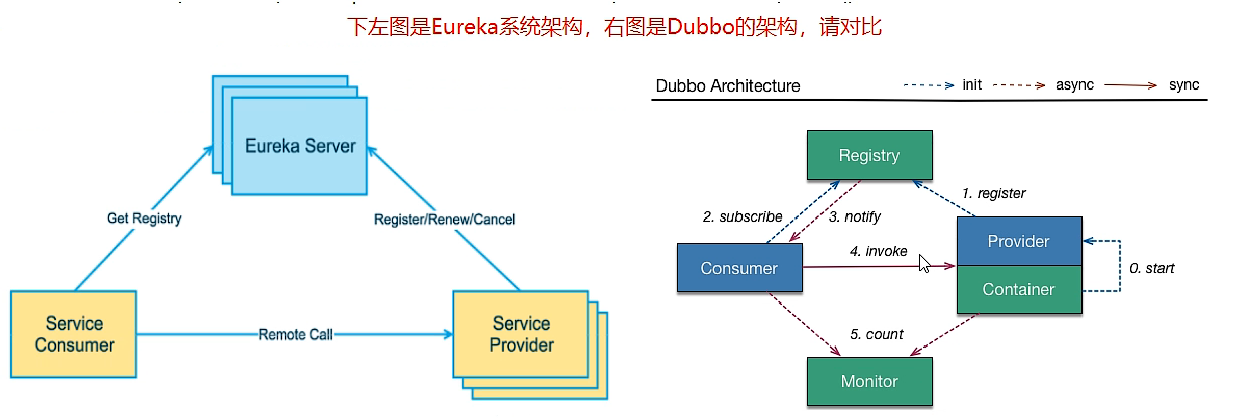 下左图是Eureka系统架构，右图是Dubbo的架构，请对比
Eureka Server
Get Registry
Register/Renew/Cancel
Service
Consumer
Remote Call
Service
Provider
Dubbo Architecture
init
async
sync
Registry
1. register
2. subscribe
3. notify
Provider
4. invoke
Consumer
0. start
Container
5. count
Monitor